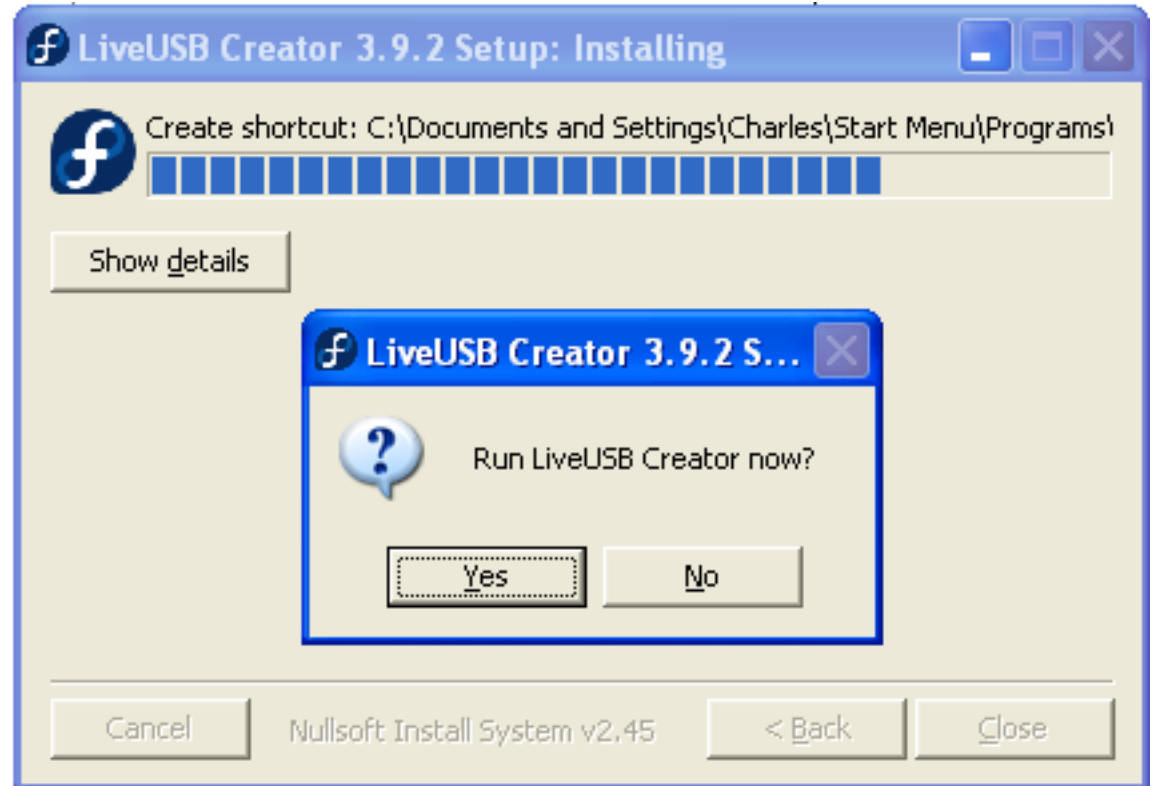 LiveUSB Creator 3.9.2 Setup: Installing
Create shortcut: C:\Documents and Settings\Charles\Start Menu\Programs\
Show details
LiveUSB Creator 3.9.2 S...
Run LiveUSB Creator now?
Yes No
Cancel Nullsoft Install System v2.45 < Back Close